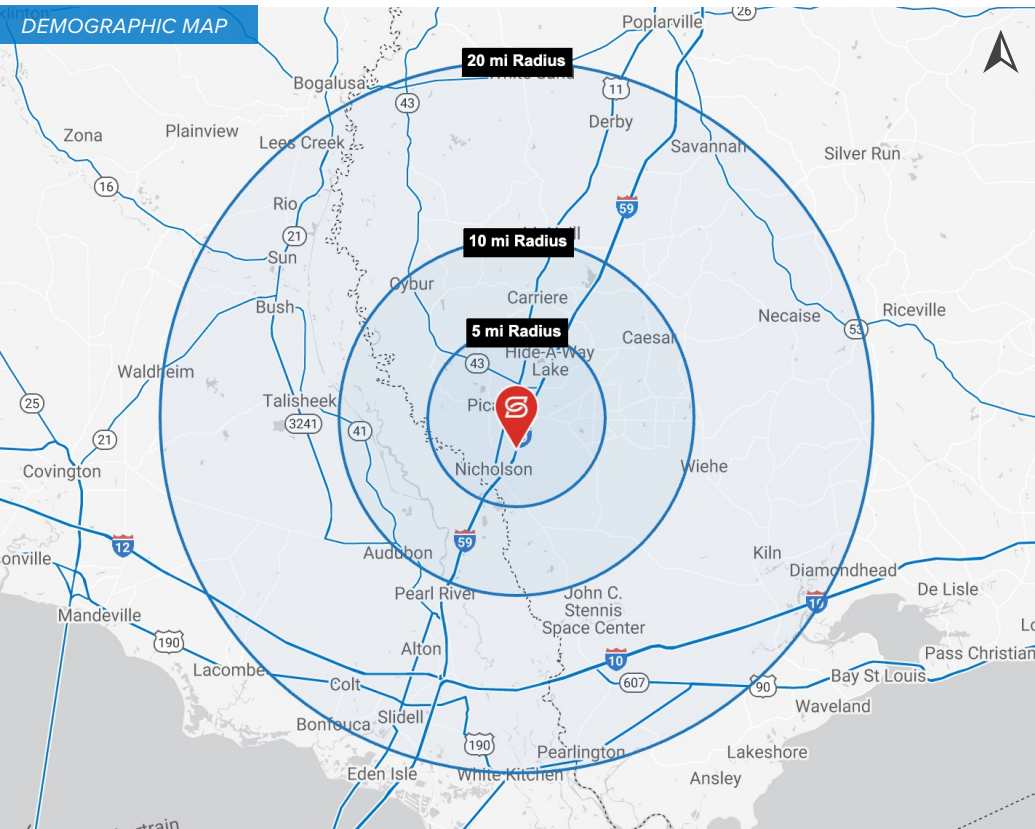 DEMOGRAPHIC MAP
26
Poplarville
20 mi Radius
White Sand
Bogalusa
11
43
Derby
Zona
Plainview
Lees Creek
Savannah
Silver Run
16
Rio
59
21
10 mi Radius
Sun
Cybur
Carriere
Bush
Necaise
Riceville
5 mi Radius
53
Caesar
Hide-A-Way
Lake
43
Waldheim
Talisheek
25
3241
41
21
Covington
Nicholson
Wiehe
59
12
Audubon
Kiln
Diamondhead
Pearl River
John C.
Stennis
Space Center
De Lisle
10
Mandeville
190
Alton
10
Pass Christian
Lacombe
Colt
607
90
Bay St Louis
Waveland
Slidell
Bonfouca
190
Pearlington
Lakeshore
Eden Isle
White Kitchen
Ansley